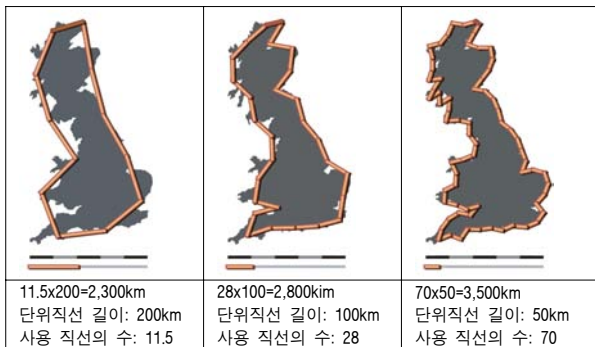 11.5x200=2,300km
단위직선 길이: 200km
사용 직선의 수: 11.5
28x100=2,800kim
단위직선 길이: 100km
사용 직선의 수: 28
70x50=3,500km
단위직선 길이: 50km
사용 직선의 수: 70